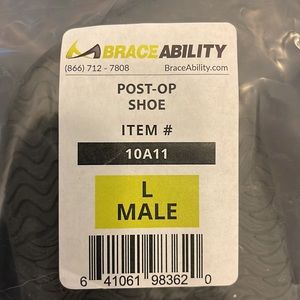 BRACEABILITY
(866) 712 - 7808 BraceAbility.com
POST-OP
SHOE
ITEM #
10A11
L
MALE
6 41061 98362 0